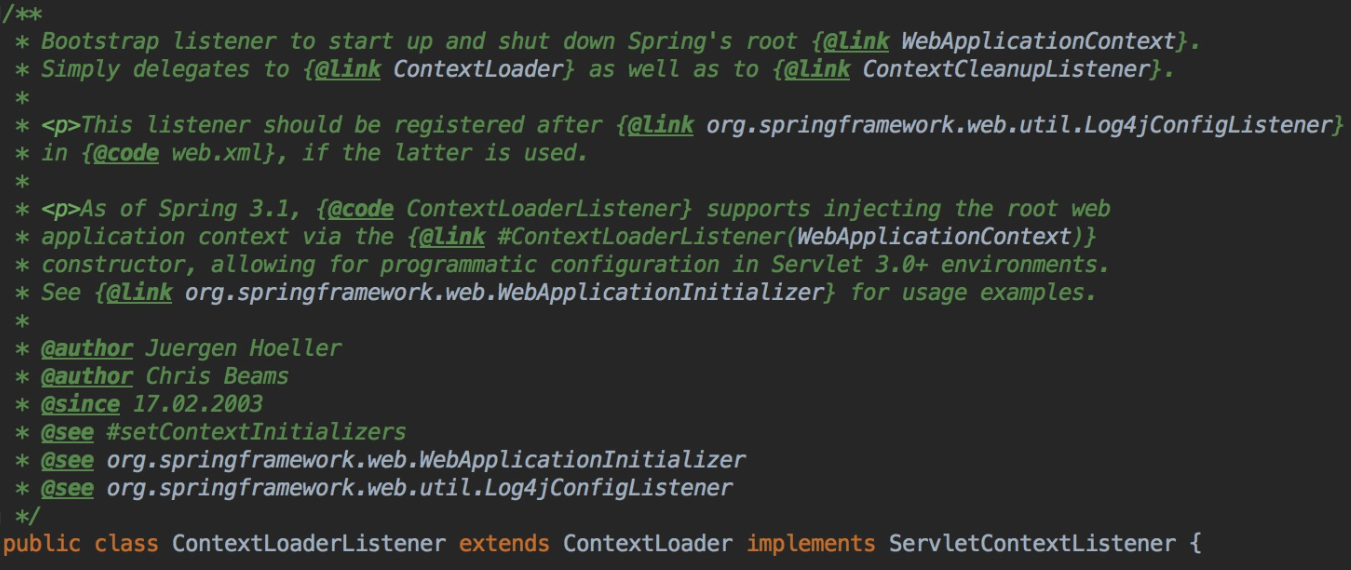 /**
 * Bootstrap listener to start up and shut down Spring's root {@link WebApplicationContext}.
 * Simply delegates to {@link ContextLoader} as well as to {@link ContextCleanupListener}.
 *
 * <p>This listener should be registered after {@link org.springframework.web.util.Log4jConfigListener}
 * in {@code web.xml}, if the latter is used.
 *
 * <p>As of Spring 3.1, {@code ContextLoaderListener} supports injecting the root web
 * application context via the {@link #ContextLoaderListener(WebApplicationContext)}
 * constructor, allowing for programmatic configuration in Servlet 3.0+ environments.
 * See {@link org.springframework.web.WebApplicationInitializer} for usage examples.
 *
 * @author Juergen Hoeller
 * @author Chris Beams
 * @since 17.02.2003
 * @see #setContextInitializers
 * @see org.springframework.web.WebApplicationInitializer
 * @see org.springframework.web.util.Log4jConfigListener
 */
public class ContextLoaderListener extends ContextLoader implements ServletContextListener {